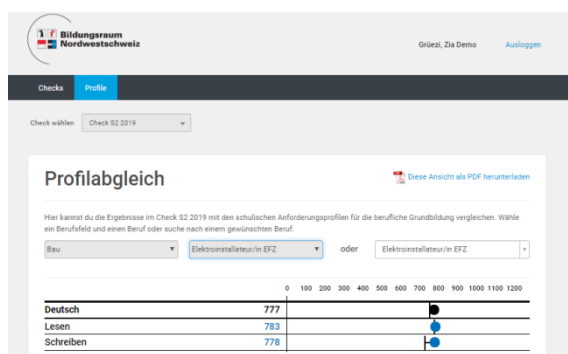 Bildungsraum
Nordwestschweiz
Grüezi, Zia Demo Ausloggen
Checks Profile
Check wählen Check S2 2019
Profilabgleich
Diese Ansicht als PDF herunterladen
Hier kannst du die Ergebnisse im Check S2 2019 mit den schulischen Anforderungsprofilen für die berufliche Grundbildung vergleichen. Wähle
ein Berufsfeld und einen Beruf oder suche nach einem gewünschten Beruf.
Bau Elektroinstallateur/in EFZ oder Elektroinstallateur/in EFZ
0 100 200 300 400 500 600 700 800 900 1000 1100 1200
Deutsch 777
Lesen 783
Schreiben 778